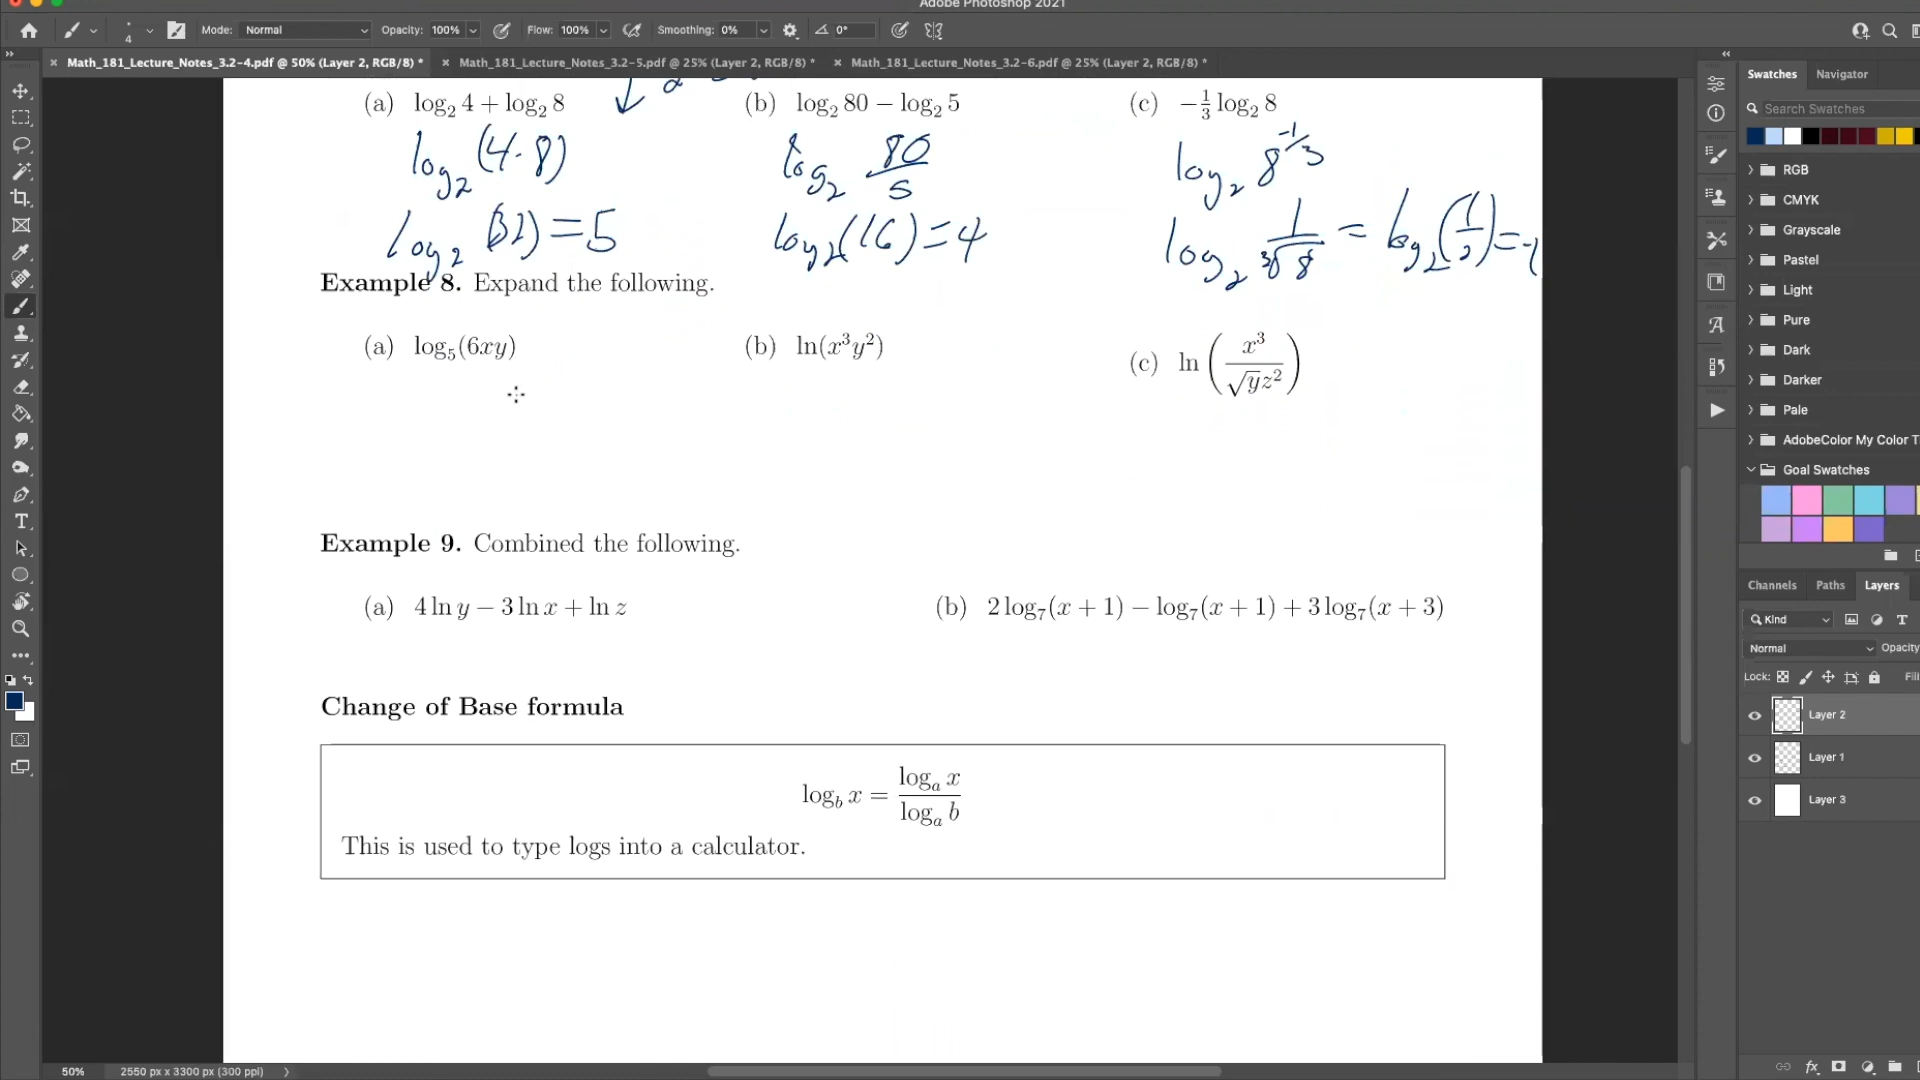 Adobe Photoshop 2021
4 Mode: Normal Opacity: 100% Flow: 100% Smoothing: 0% 0°
× Math_181_Lecture_Notes_3.2-4.pdf @ 50% (Layer 2, RGB/8) * × Math_181_Lecture_Notes_3.2-5.pdf @ 25% (Layer 2, RGB/8) * × Math_181_Lecture_Notes_3.2-6.pdf @ 25% (Layer 2, RGB/8) *
(a) log₂ 4 + log₂ 8 (b) log₂ 80 − log₂ 5 (c) −1/3 log₂ 8
log₂ (4·8) log₂ 80/5 log₂ 8^(-1/3)
log₂ (32) = 5 log₂ (16) = 4 log₂ 1/∛8 = log₂ (1/2) = -1
Example 8. Expand the following.
(a) log₅(6xy) (b) ln(x³y²) (c) ln (x³/√y z²)
Example 9. Combined the following.
(a) 4 ln y − 3 ln x + ln z (b) 2 log₇(x + 1) − log₇(x + 1) + 3 log₇(x + 3)
Change of Base formula
log_b x = log_a x / log_a b
This is used to type logs into a calculator.
50% 2550 px x 3300 px (300 ppi)
Swatches Navigator
Search Swatches
RGB
CMYK
Grayscale
Pastel
Light
Pure
Dark
Darker
Pale
AdobeColor My Color T
Goal Swatches
Channels Paths Layers
Kind
Normal Opacity
Lock: Fill
Layer 2
Layer 1
Layer 3
fx